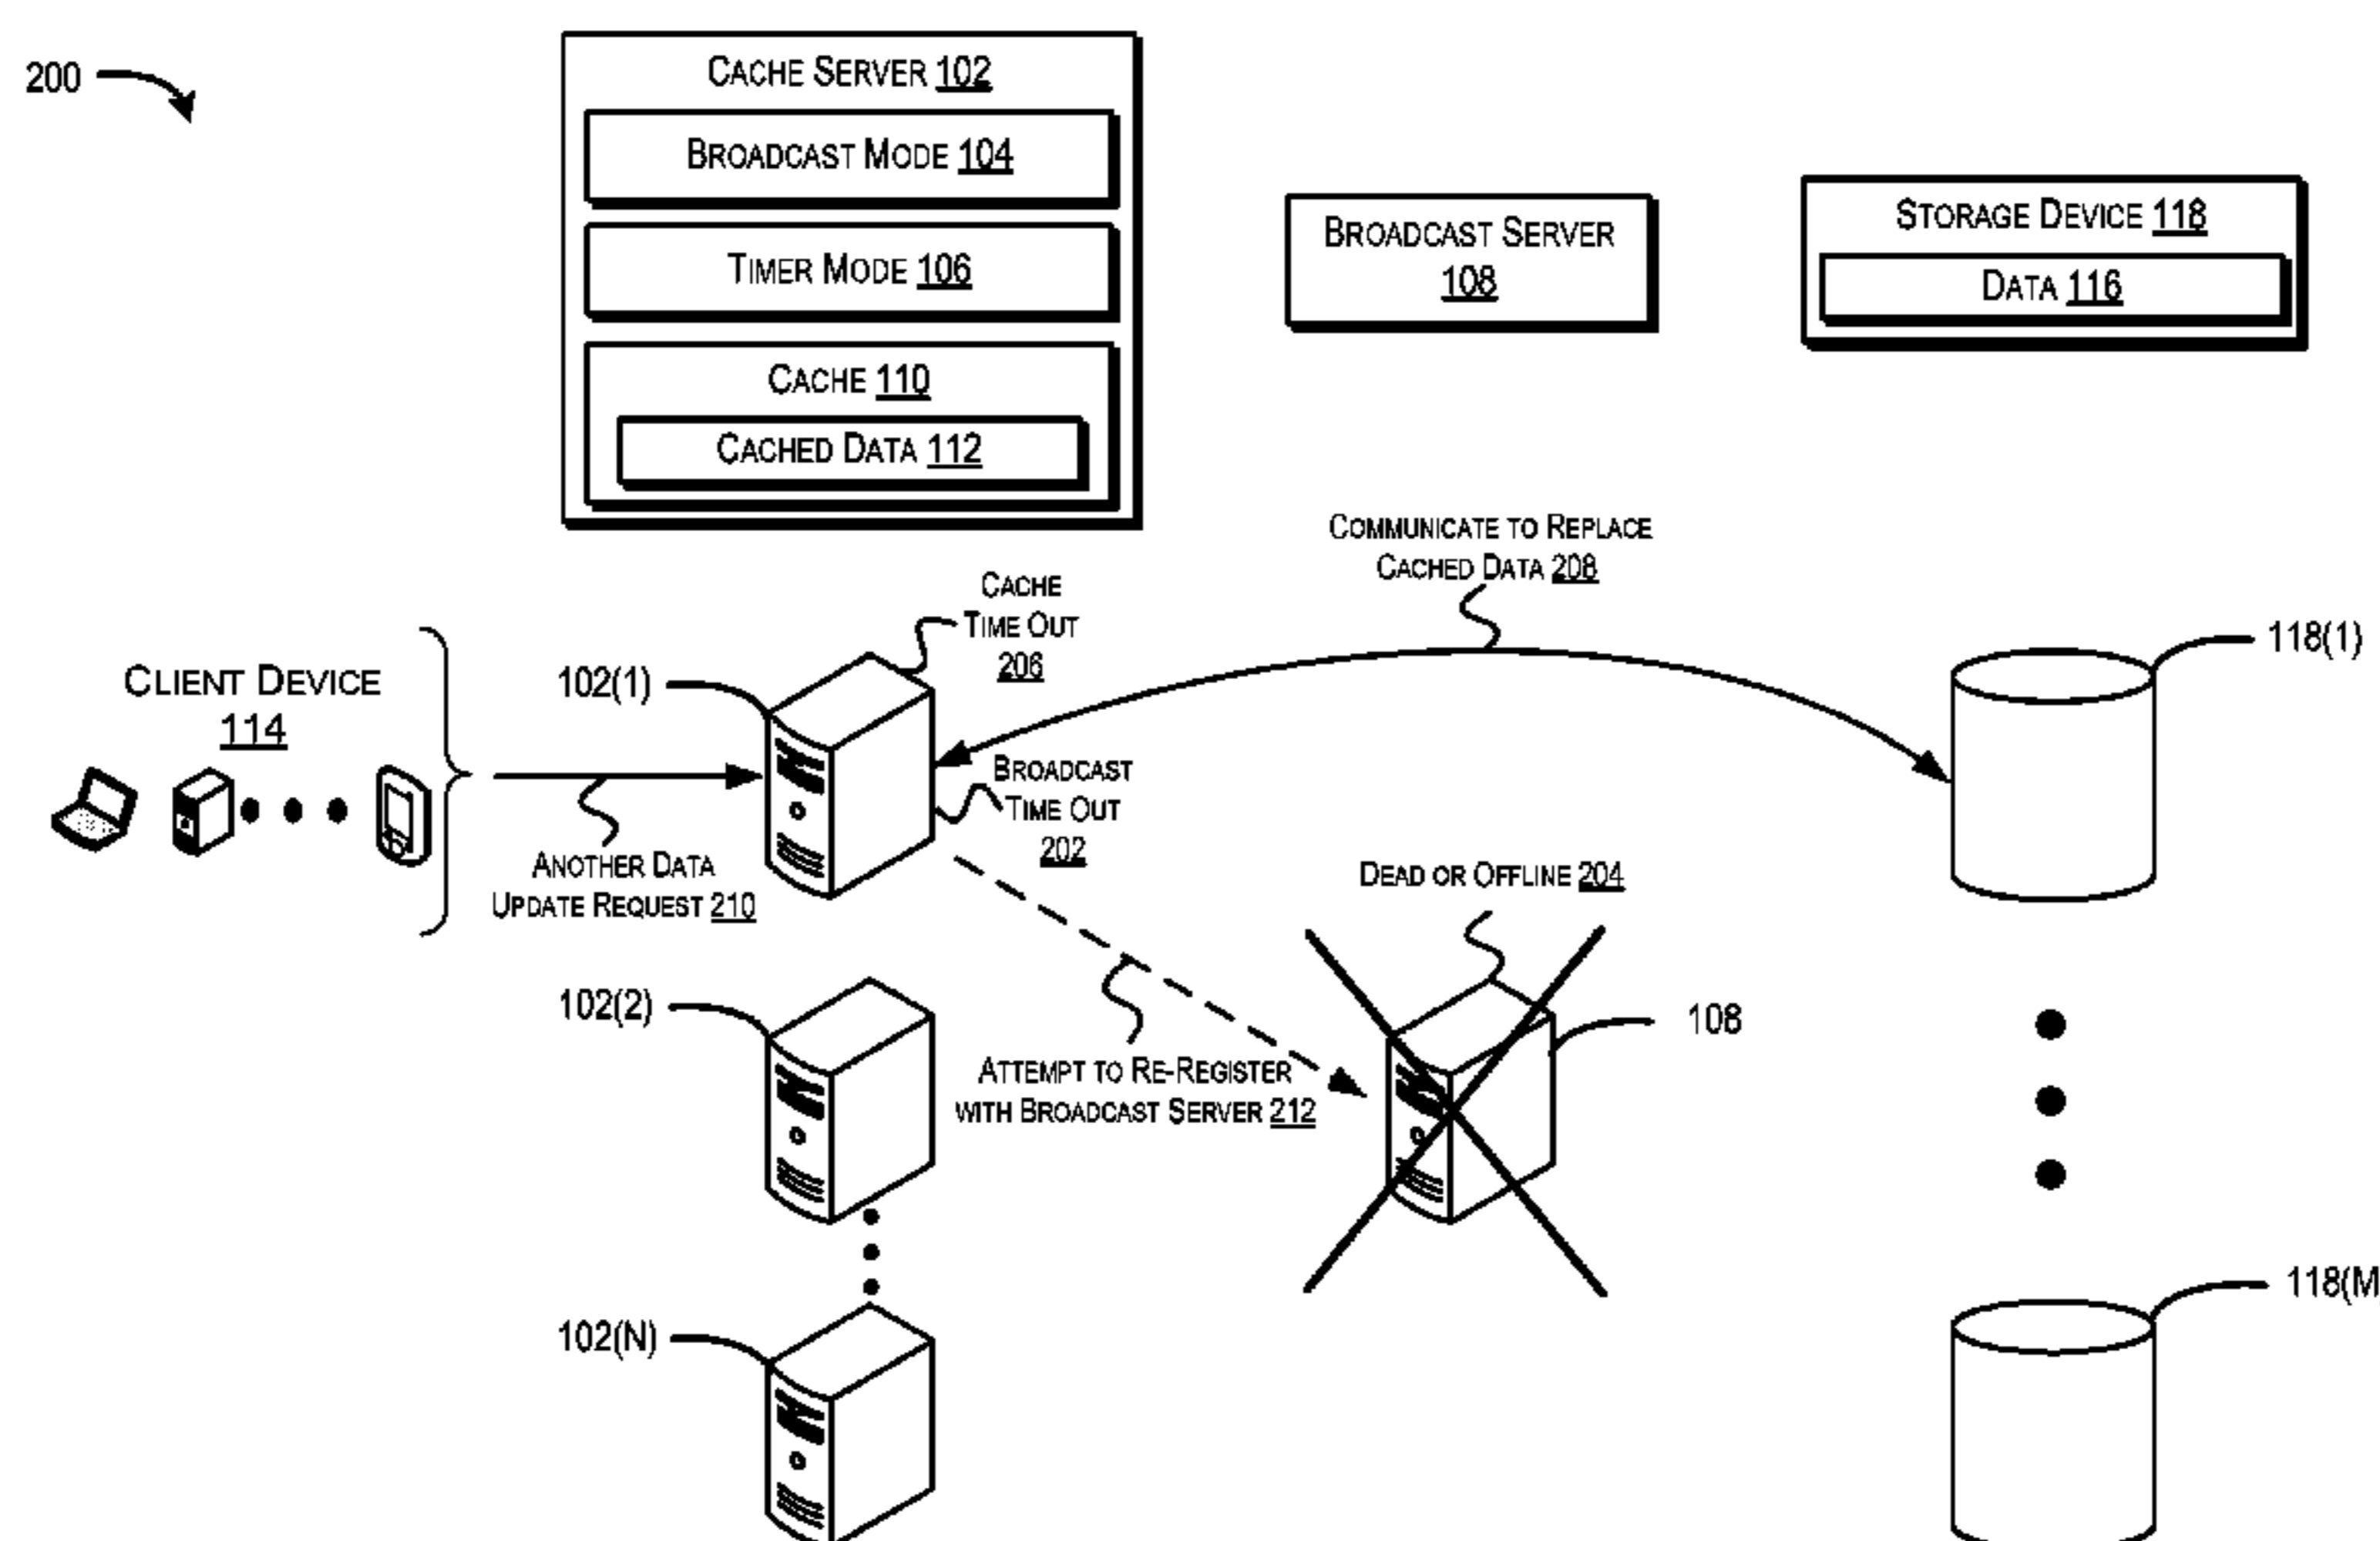 200
CACHE SERVER 102
BROADCAST MODE 104
TIMER MODE 106
CACHE 110
CACHED DATA 112
BROADCAST SERVER
108
STORAGE DEVICE 118
DATA 116
COMMUNICATE TO REPLACE
CACHED DATA 208
CACHE
TIME OUT
206
CLIENT DEVICE
114
102(1)
118(1)
BROADCAST
TIME OUT
202
ANOTHER DATA
UPDATE REQUEST 210
DEAD OR OFFLINE 204
102(2)
108
ATTEMPT TO RE-REGISTER
WITH BROADCAST SERVER 212
102(N)
118(M